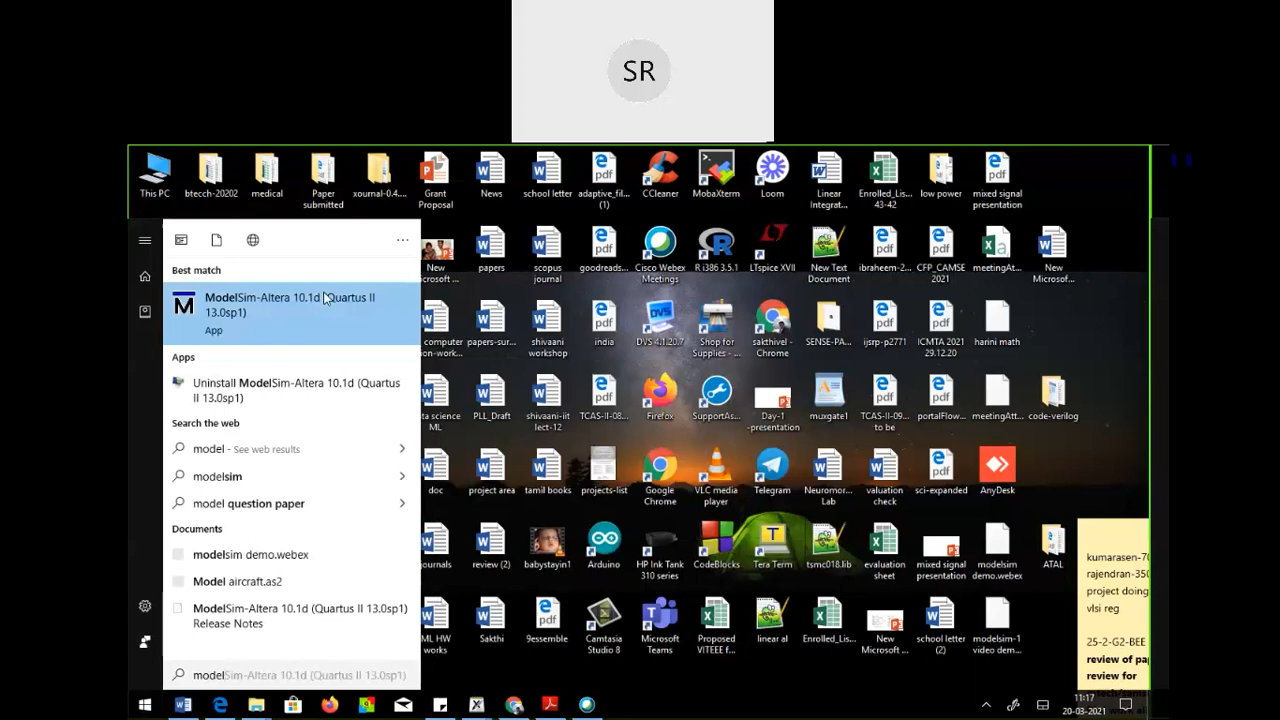 SR
This PC
btecch-20202
medical
Paper
submitted
xournal-0.4...
Grant
Proposal
News
school letter
adaptive_fil...
(1)
CCleaner
MobaXterm
Loom
Linear
Integrat...
Enrolled_Lis...
43-42
low power
mixed signal
presentation
New
icrosoft ...
papers
scopus
journal
goodreads...
Cisco Webex
Meetings
R i386 3.5.1
LTspice XVII
New Text
Document
ibraheem-2...
CFP_CAMSE
2021
meetingAt...
New
Microsof...
computer
ion-work...
papers-sur...
shivaani
workshop
india
DVS 4.1.20.7
Shop for
Supplies - ...
sakthivel -
Chrome
SENSE-PA...
ijsrp-p2771
ICMTA 2021
29.12.20
harini math
ta science
ML
PLL_Draft
shivaani-iit
lect-12
TCAS-II-08...
Firefox
SupportAs...
Day-1
-presentation
muxgate1
TCAS-II-09...
to be
portalFlow...
meetingAtt...
code-verilog
doc
project area
tamil books
projects-list
Google
Chrome
VLC media
player
Telegram
Neuromor...
Lab
valuation
check
sci-expanded
AnyDesk
ournals
review (2)
babystayin1
Arduino
HP Ink Tank
310 series
CodeBlocks
Tera Term
tsmc018.lib
evaluation
sheet
mixed signal
presentation
modelsim
demo.webex
ATAL
ML HW
works
Sakthi
9essemble
Camtasia
Studio 8
Microsoft
Teams
Proposed
VITEEE f...
linear al
Enrolled_Lis...
New
Microsoft ...
school letter
(2)
modelsim-1
video dem...
Best match
ModelSim-Altera 10.1d (Quartus II
13.0sp1)
App
Apps
Uninstall ModelSim-Altera 10.1d (Quartus
II 13.0sp1)
Search the web
model - See web results
modelsim
model question paper
Documents
modelsim demo.webex
Model aircraft.as2
ModelSim-Altera 10.1d (Quartus II 13.0sp1)
Release Notes
modelSim-Altera 10.1d (Quartus II 13.0sp1)
kumarasen-70
rajendran-350
project doing
vlsi reg
25-2-G2-BEE
review of pa
review for
11:17
20-03-2021